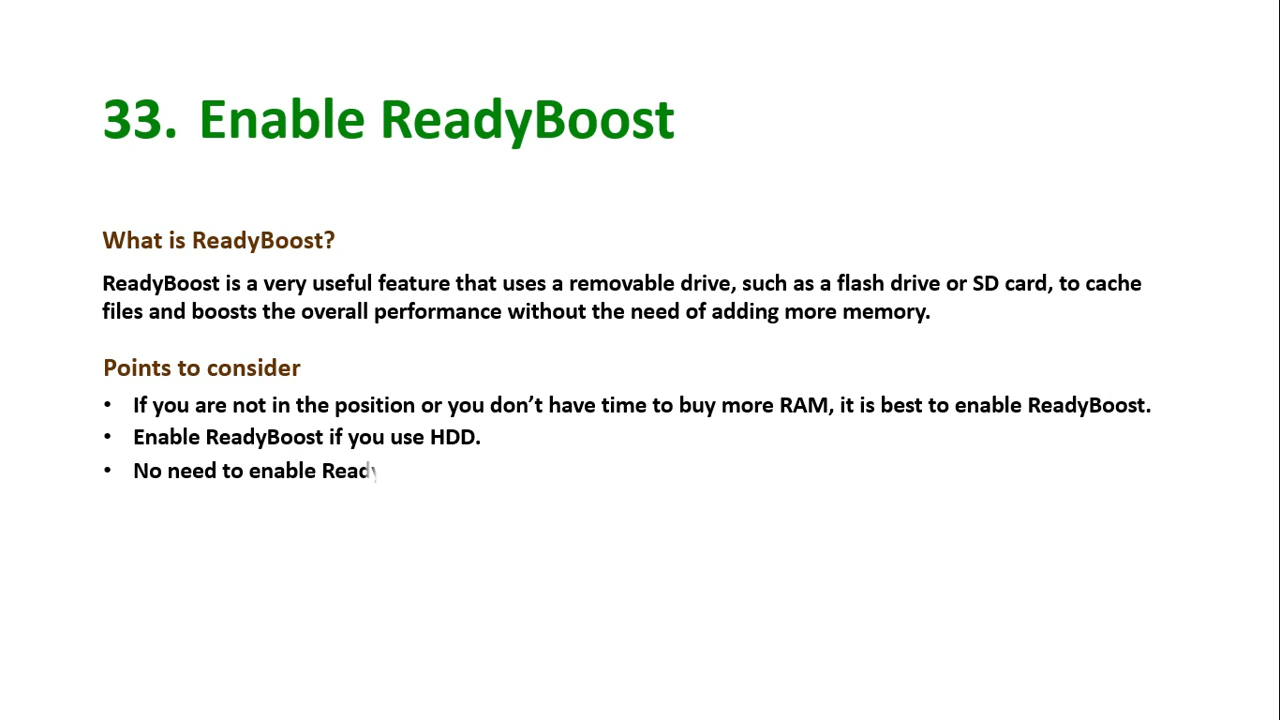 33. Enable ReadyBoost
What is ReadyBoost?
ReadyBoost is a very useful feature that uses a removable drive, such as a flash drive or SD card, to cache
files and boosts the overall performance without the need of adding more memory.
Points to consider
• If you are not in the position or you don’t have time to buy more RAM, it is best to enable ReadyBoost.
• Enable ReadyBoost if you use HDD.
• No need to enable Ready